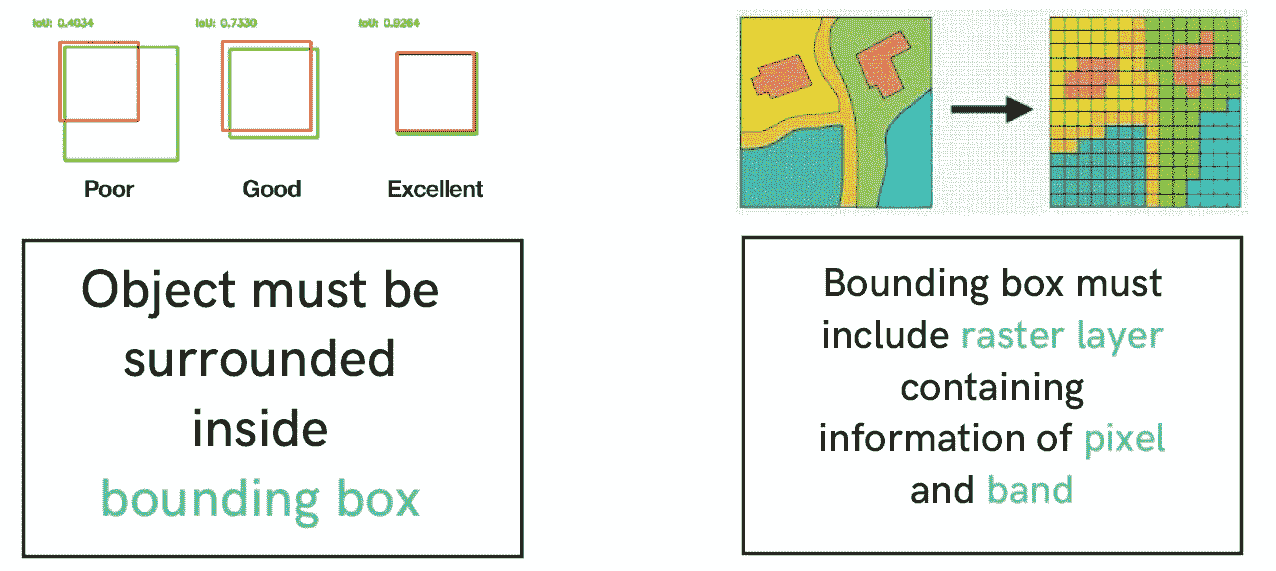 IoU: 0.4034
IoU: 0.7330
IoU: 0.9264
Poor
Good
Excellent
Object must be
surrounded
inside
bounding box
Bounding box must
include raster layer
containing
information of pixel
and band